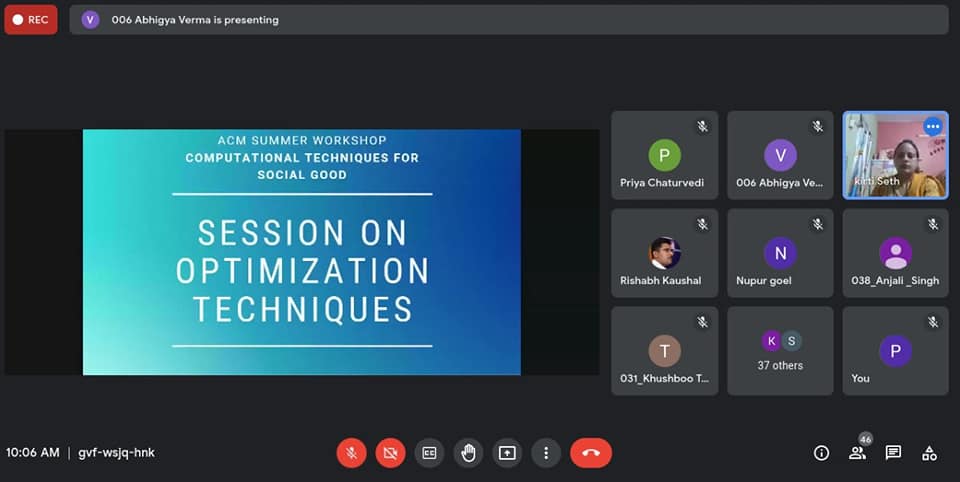 REC
V
006 Abhigya Verma is presenting
ACM SUMMER WORKSHOP
COMPUTATIONAL TECHNIQUES FOR
SOCIAL GOOD
SESSION ON
OPTIMIZATION
TECHNIQUES
P
Priya Chaturvedi
V
006 Abhigya Ve...
kirti Seth
Rishabh Kaushal
N
Nupur goel
038_Anjali _Singh
T
031_Khushboo T...
K S
37 others
P
You
10:06 AM | gvf-wsjq-hnk
CC
46